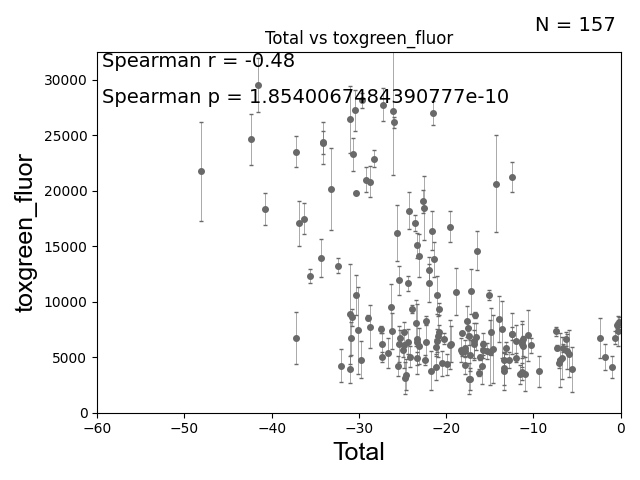 N = 157
Total vs toxgreen_fluor
Spearman r = -0.48
Spearman p = 1.8540067484390777e-10
toxgreen_fluor
30000
25000
20000
15000
10000
5000
0
−60 −50 −40 −30 −20 −10 0
Total